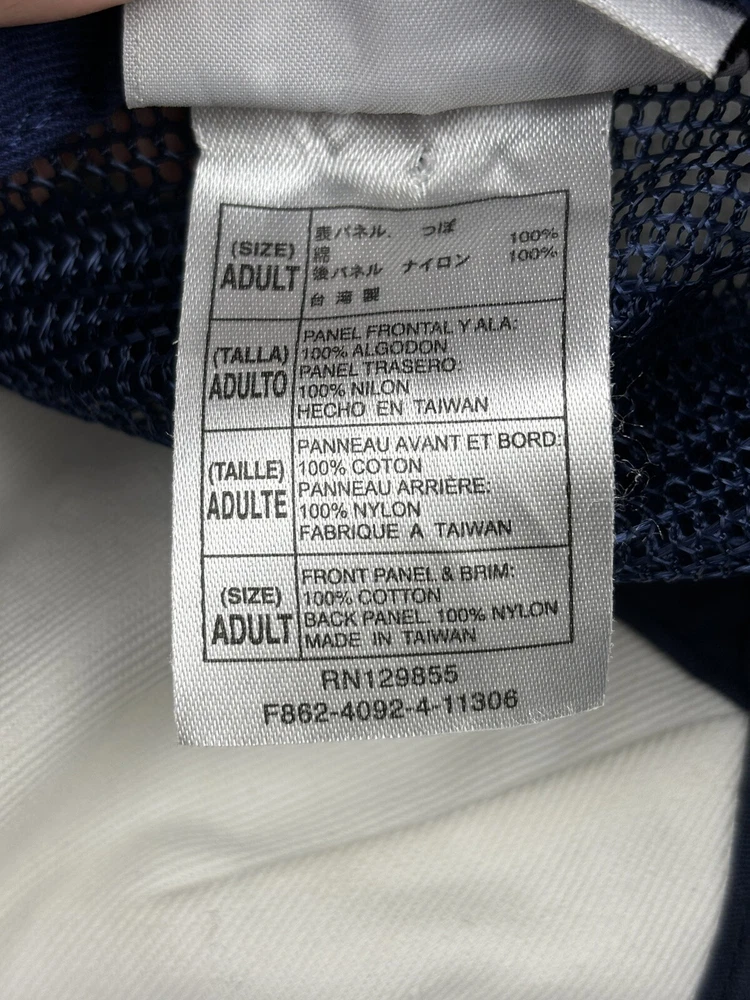 (SIZE)
ADULT
表パネル. つば
綿 100%
後パネル ナイロン 100%
台 湾 製
(TALLA)
ADULTO
PANEL FRONTAL Y ALA:
100% ALGODON
PANEL TRASERO:
100% NILON
HECHO EN TAIWAN
(TAILLE)
ADULTE
PANNEAU AVANT ET BORD:
100% COTON
PANNEAU ARRIÈRE:
100% NYLON
FABRIQUE A TAIWAN
(SIZE)
ADULT
FRONT PANEL & BRIM:
100% COTTON
BACK PANEL. 100% NYLON
MADE IN TAIWAN
RN129855
F862-4092-4-11306